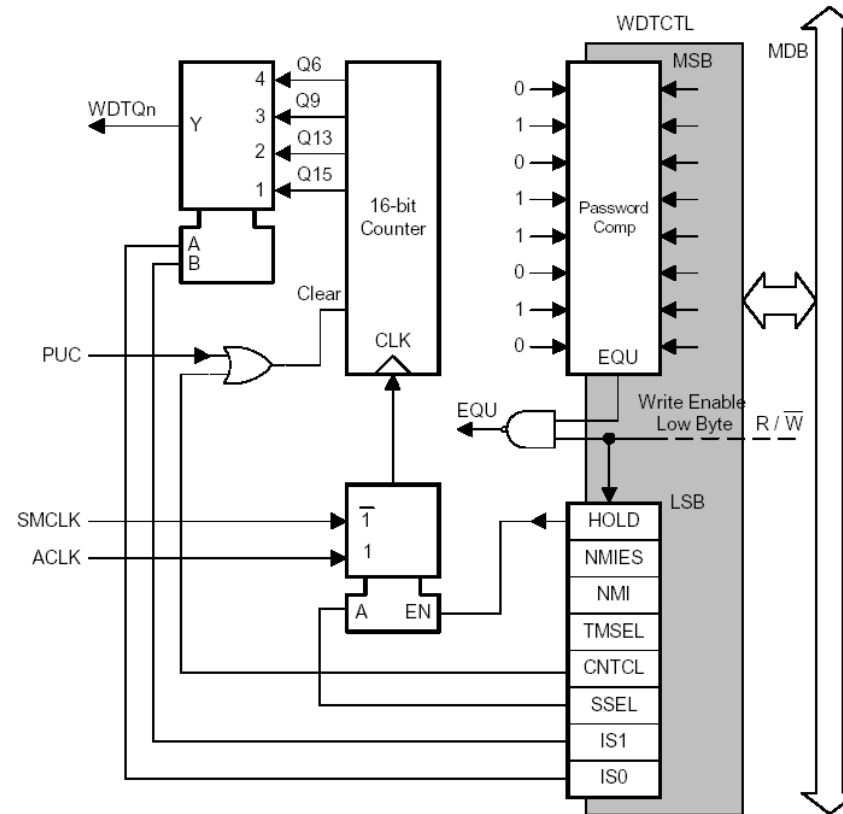 WDTCTL
MSB
MDB
Q6
4
Q9
WDTQn
Y
3
Q13
2
Q15
1
16-bit
Counter
A
B
Clear
CLK
PUC
0
1
0
1
1
0
1
0
Password
Comp
EQU
EQU
Write Enable
Low Byte
R / W̅
LSB
SMCLK
1̅
ACLK
1
A
EN
HOLD
NMIES
NMI
TMSEL
CNTCL
SSEL
IS1
IS0